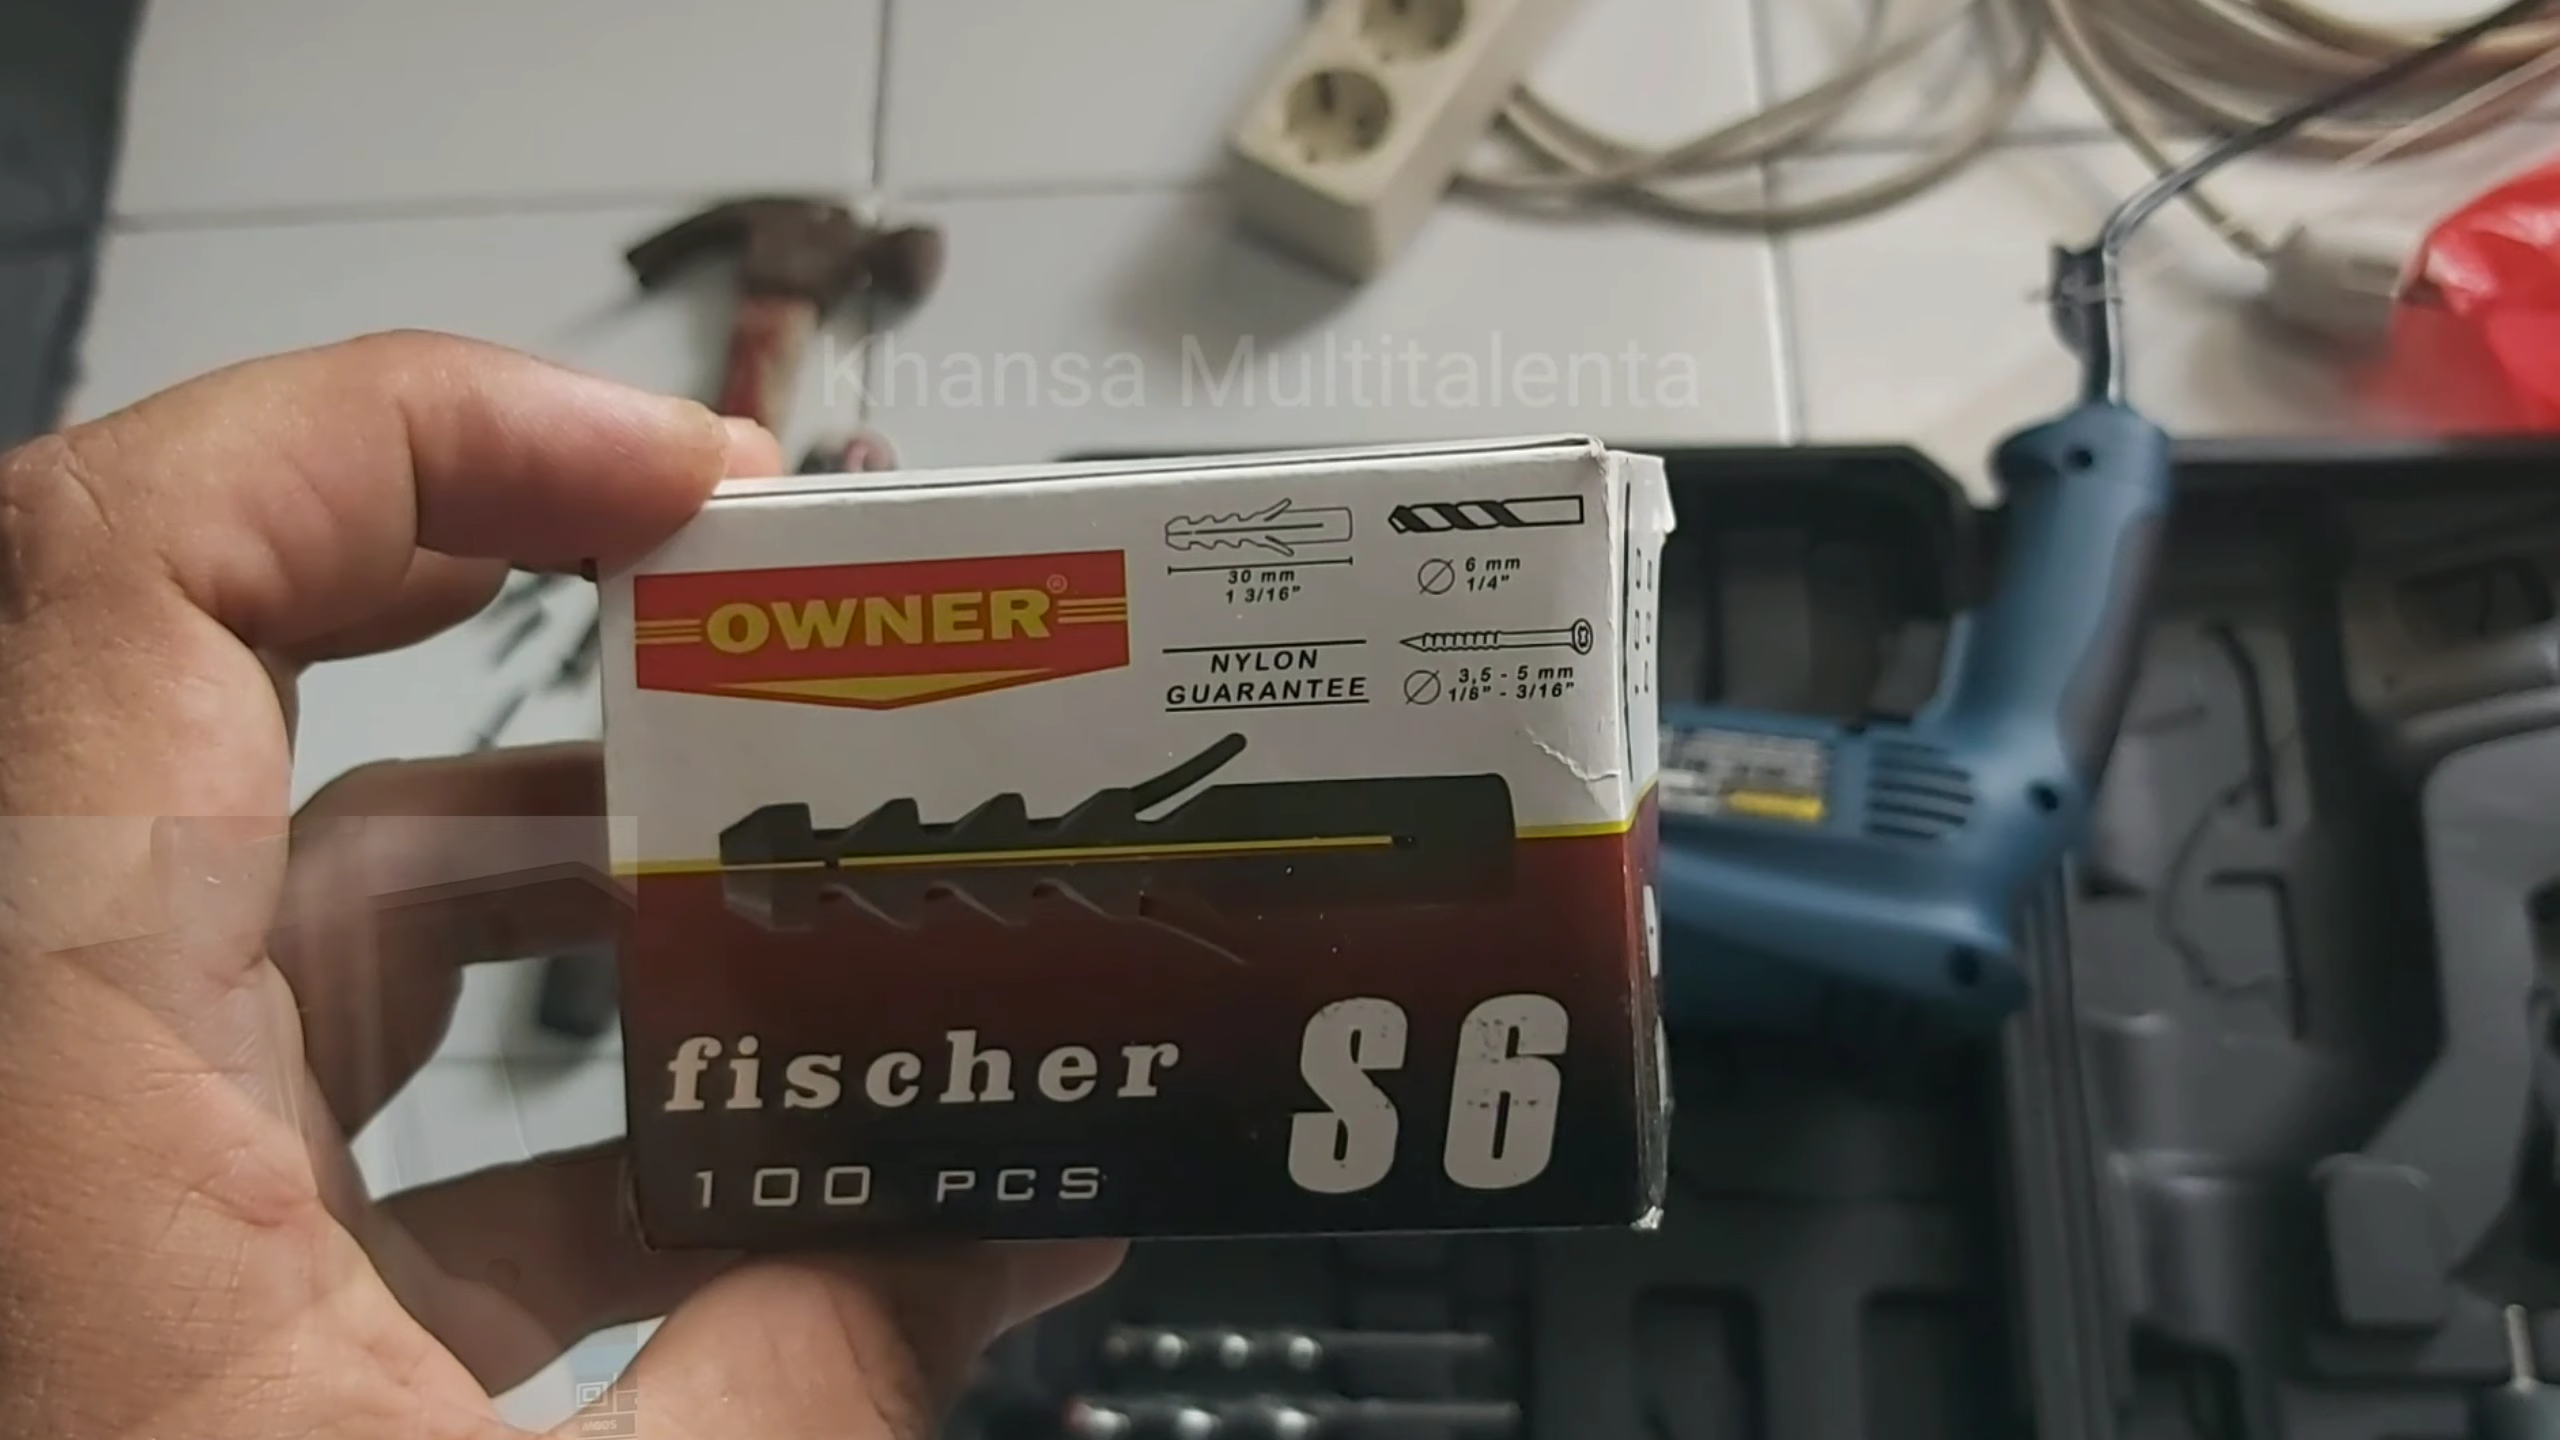 Khansa Multitalenta
OWNER®
30 mm
1 3/16"
6 mm
1/4"
NYLON
GUARANTEE
3,5 - 5 mm
1/8" - 3/16"
fischer
S6
100 PCS